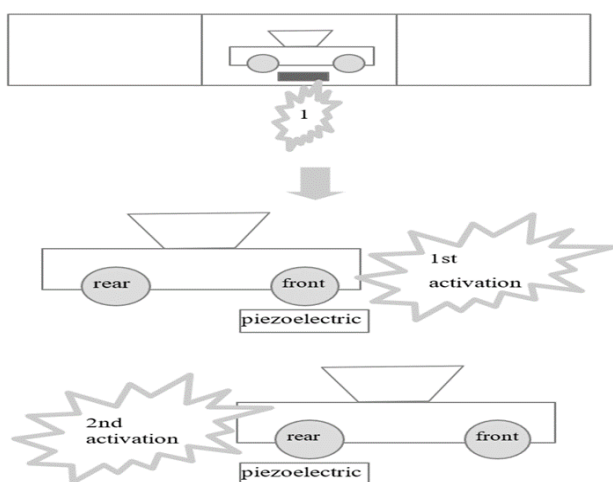 1
rear
front
1st
activation
piezoelectric
2nd
activation
rear
front
piezoelectric